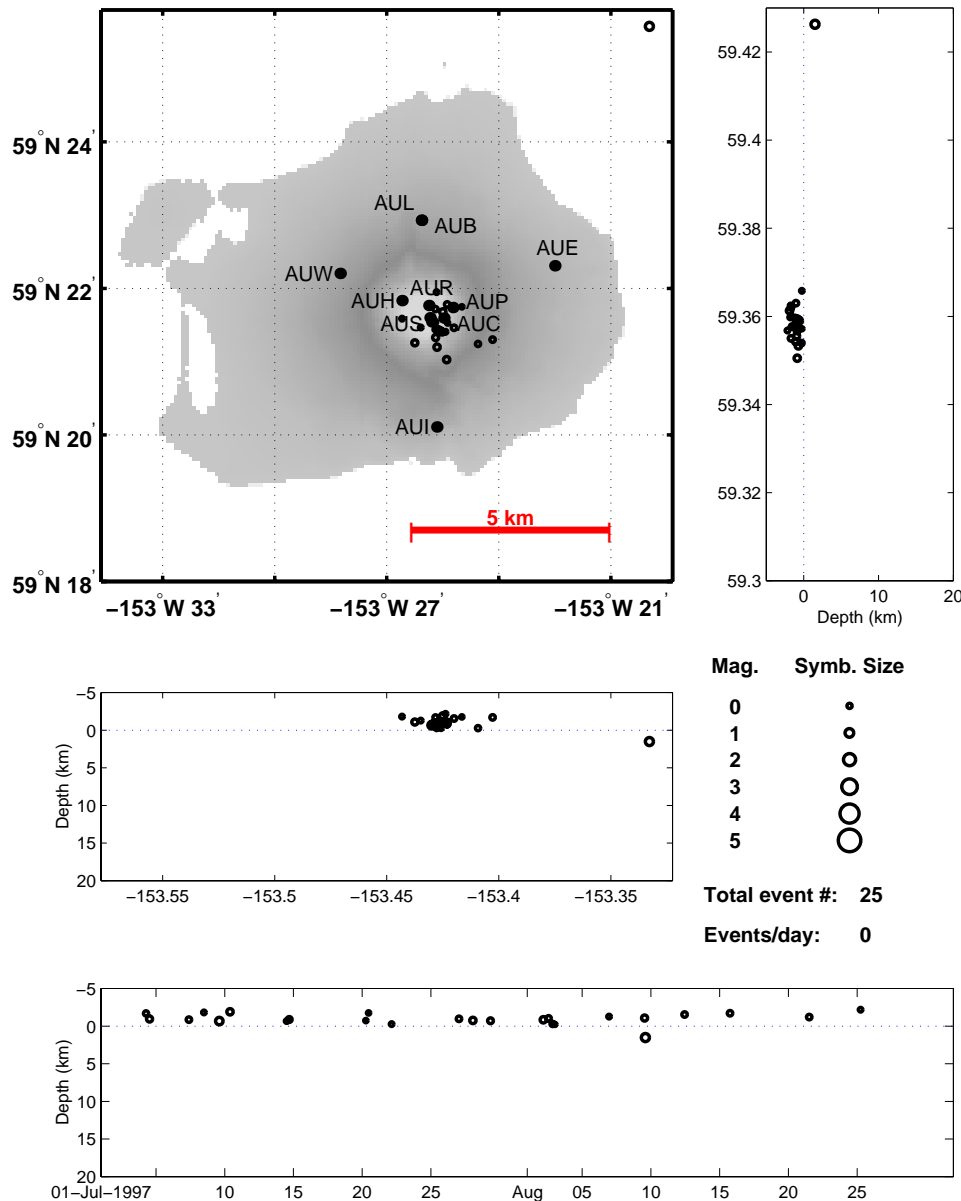 59°N 24'
59°N 22'
59°N 20'
59°N 18'
−153°W 33'
−153°W 27'
−153°W 21'
AUL
AUB
AUE
AUW
AUH
AUR
AUP
AUS
AUC
AUI
5 km
59.42
59.4
59.38
59.36
59.34
59.32
59.3
0
10
20
Depth (km)
−5
0
5
10
15
20
Depth (km)
−153.55
−153.5
−153.45
−153.4
−153.35
Mag. Symb. Size
0
1
2
3
4
5
Total event #: 25
Events/day: 0
−5
0
5
10
15
20
Depth (km)
01−Jul−1997 10 15 20 25 Aug 05 10 15 20 25